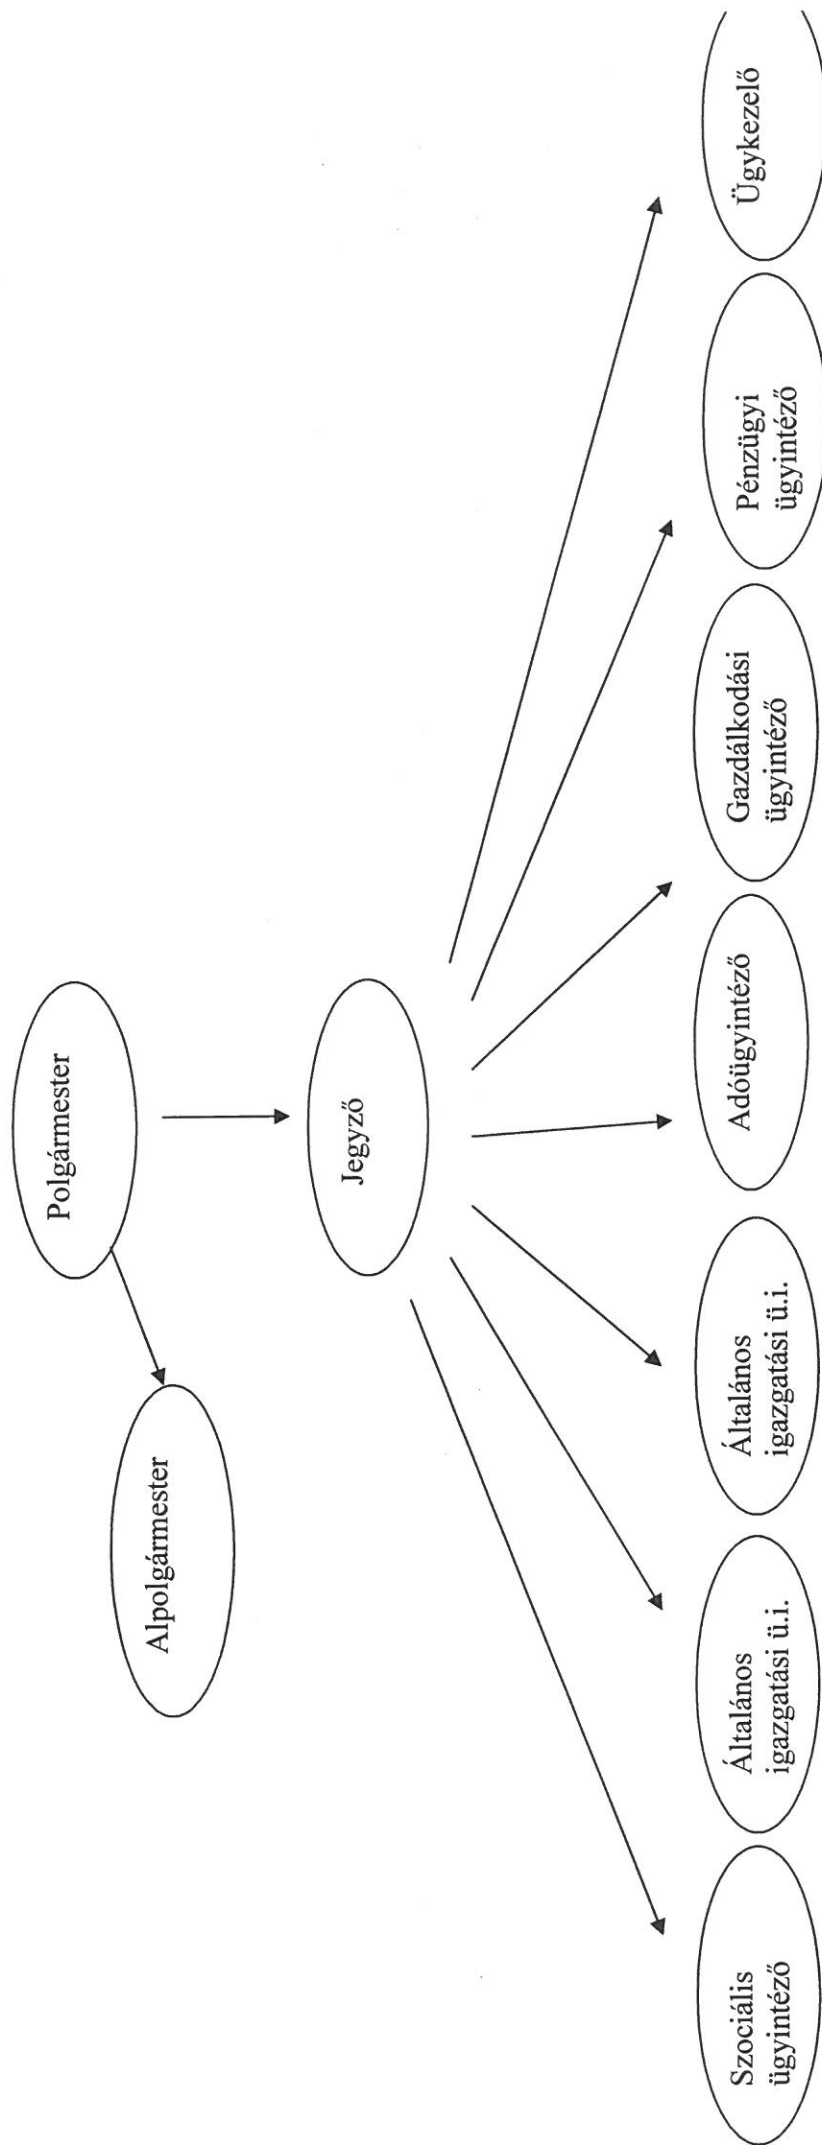 Polgármester
Alpolgármester
Jegyző
Szociális
ügyintéző
Általános
igazgatási ü.i.
Általános
igazgatási ü.i.
Adóügyintéző
Gazdálkodási
ügyintéző
Pénzügyi
ügyintéző
Ügykezelő